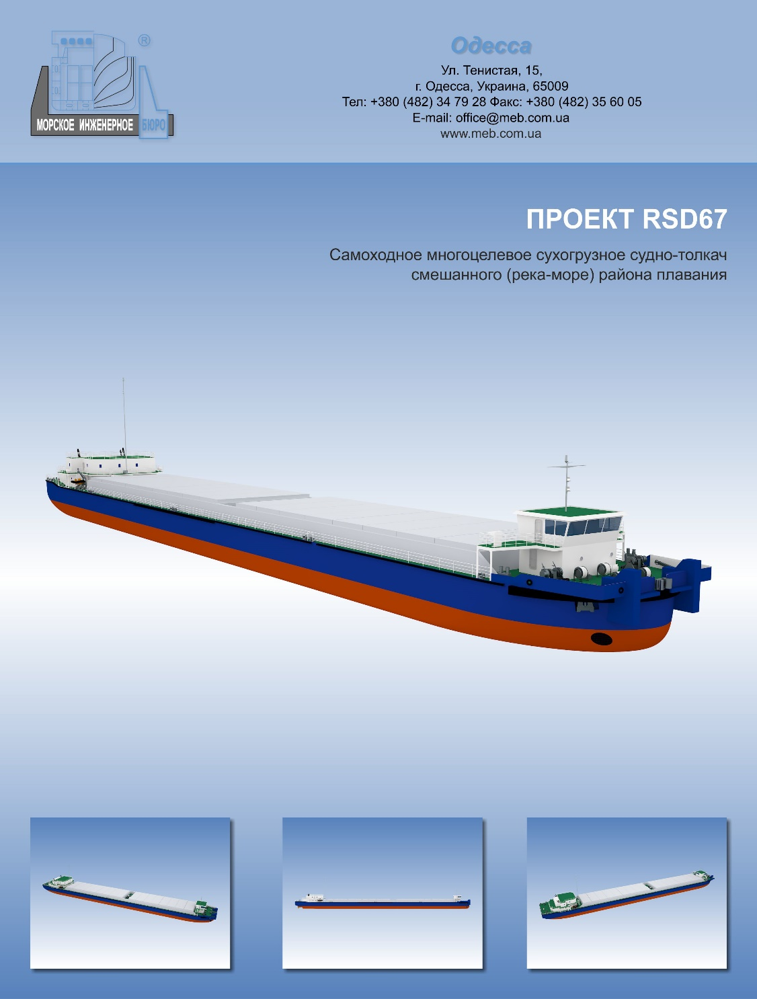 ®
МОРСКОЕ ИНЖЕНЕРНОЕ БЮРО
Одесса
Ул. Тенистая, 15,
г. Одесса, Украина, 65009
Тел: +380 (482) 34 79 28 Факс: +380 (482) 35 60 05
E-mail: office@meb.com.ua
www.meb.com.ua
ПРОЕКТ RSD67
Самоходное многоцелевое сухогрузное судно-толкач
смешанного (река-море) района плавания